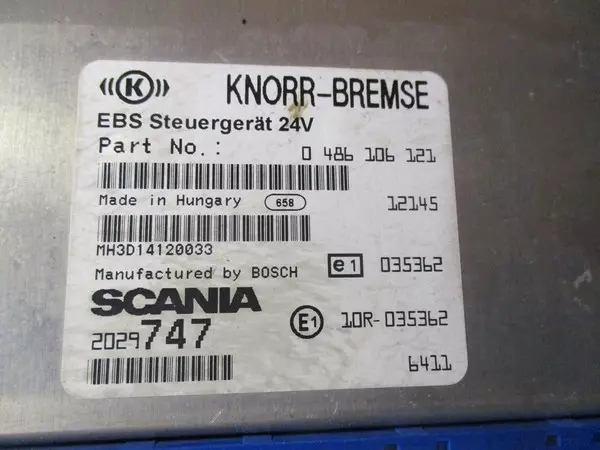 ((K)) KNORR-BREMSE
EBS Steuergerät 24V
Part No.: 0 486 106 121
Made in Hungary 658 12145
MH3D14120033
Manufactured by BOSCH e1 035362
SCANIA
2029747 E1 10R-035362
6411